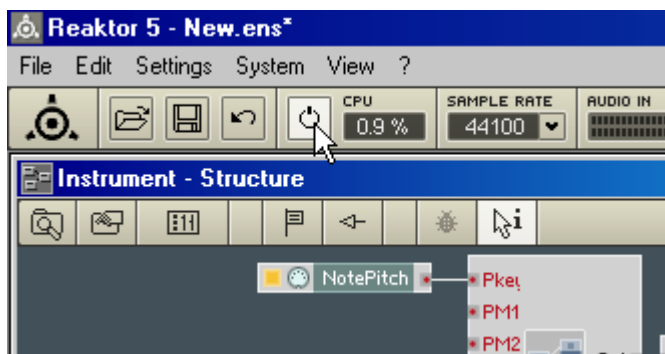 Reaktor 5 - New.ens*
File Edit Settings System View ?
CPU SAMPLE RATE AUDIO IN
0.9 % 44100
Instrument - Structure
i
NotePitch Pkey
PM1
PM2